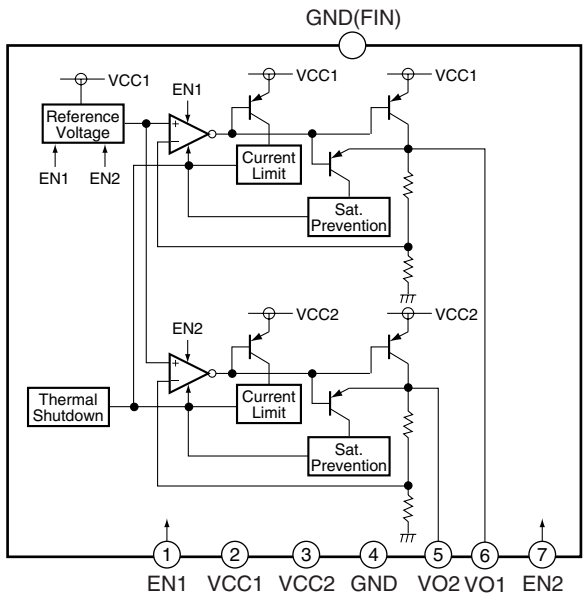 GND(FIN)
VCC1
EN1
VCC1
VCC1
Reference
Voltage
+
−
EN1
EN2
Current
Limit
Sat.
Prevention
EN2
VCC2
VCC2
+
−
Thermal
Shutdown
Current
Limit
Sat.
Prevention
1 2 3 4 5 6 7
EN1 VCC1 VCC2 GND VO2 VO1 EN2